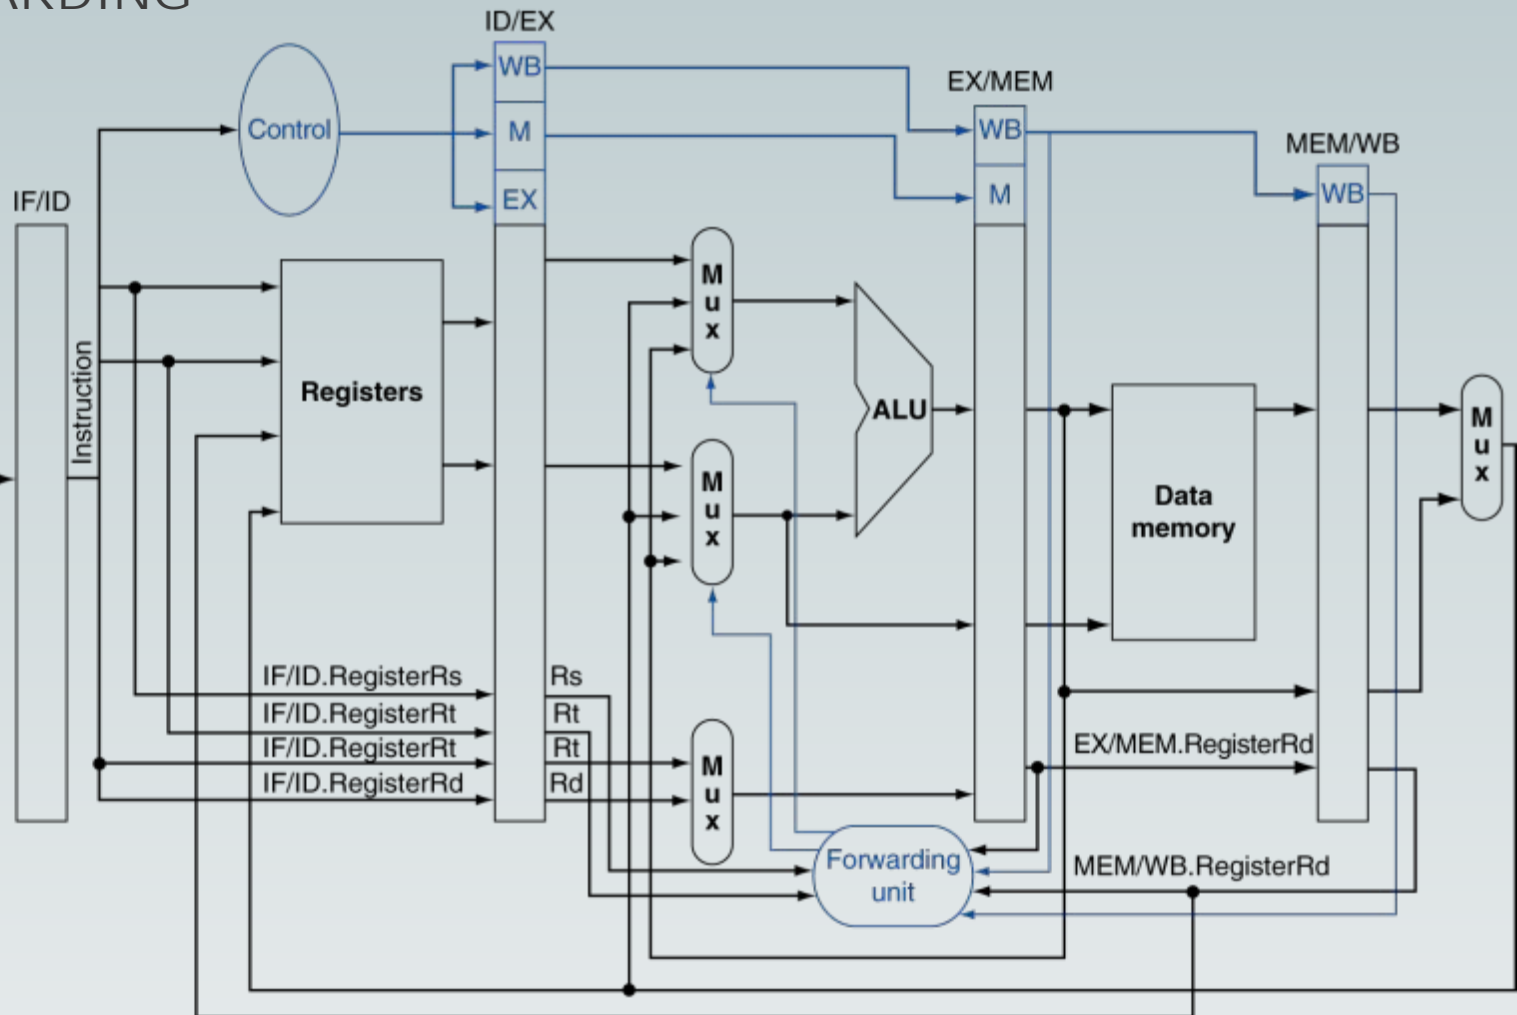 ARDING
ID/EX
WB
M
EX
EX/MEM
WB
M
MEM/WB
WB
Control
IF/ID
Instruction
Registers
M
u
x
M
u
x
ALU
Data
memory
M
u
x
IF/ID.RegisterRs
IF/ID.RegisterRt
IF/ID.RegisterRt
IF/ID.RegisterRd
Rs
Rt
Rt
Rd
M
u
x
EX/MEM.RegisterRd
Forwarding
unit
MEM/WB.RegisterRd